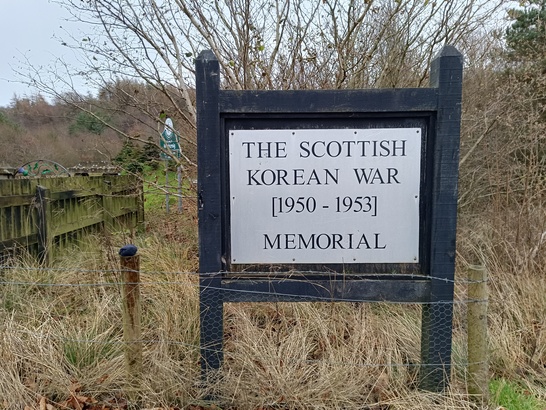 THE SCOTTISH
KOREAN WAR
[1950 - 1953]
MEMORIAL